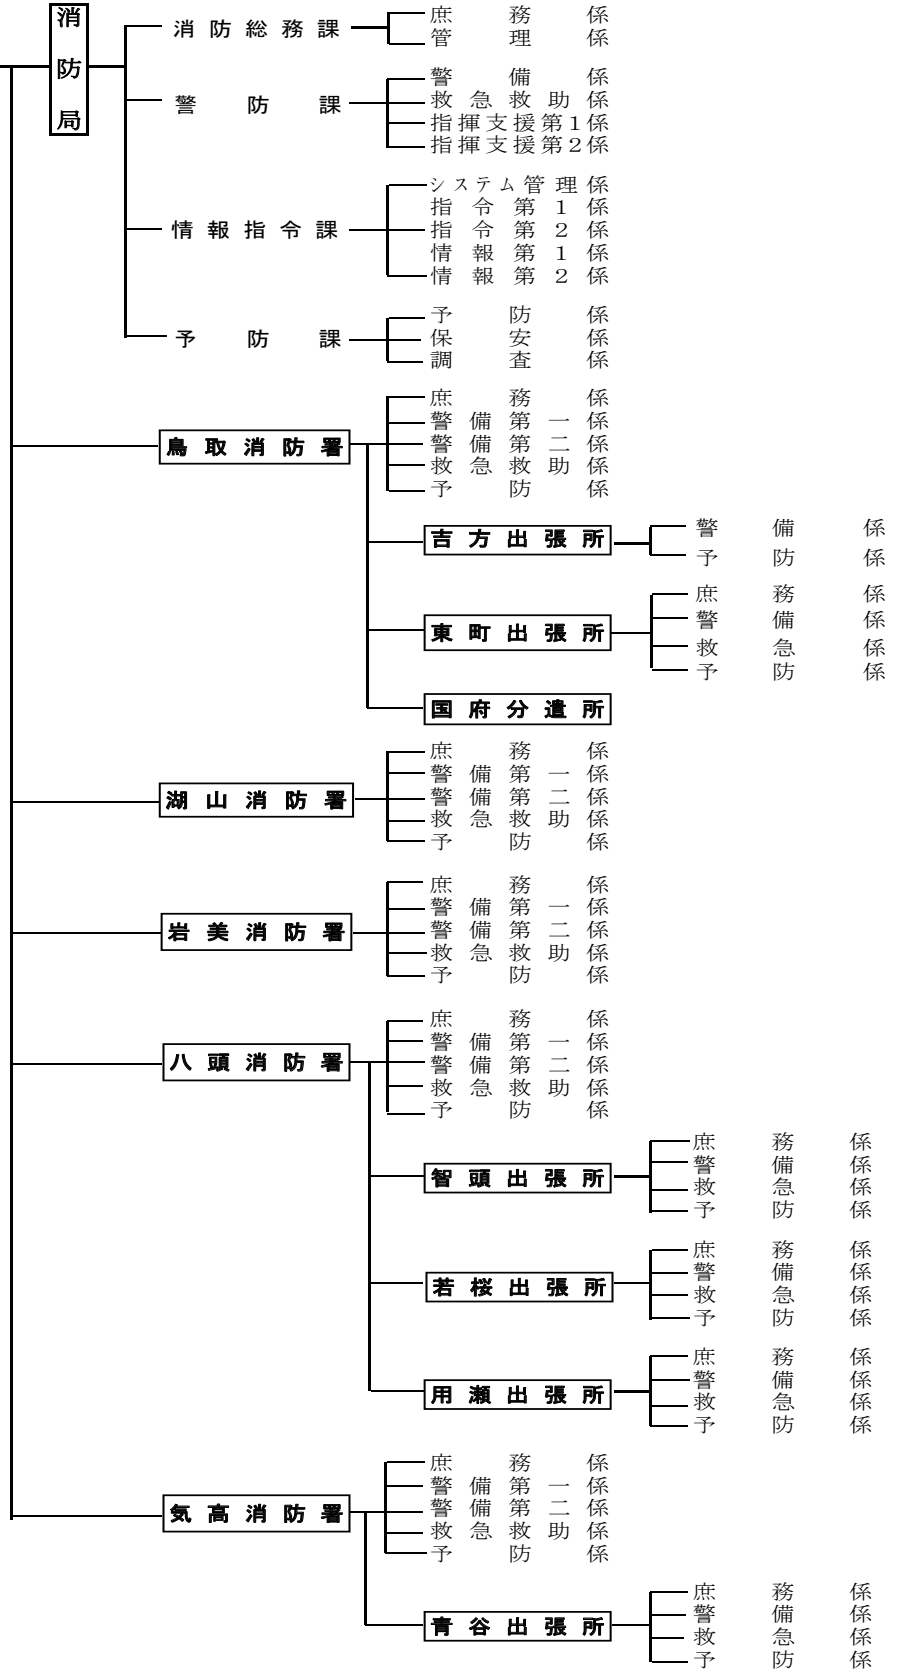 消防局
消防総務課
庶務係
管理係
警防課
警備係
救急救助係
指揮支援第1係
指揮支援第2係
情報指令課
システム管理係
指令第1係
指令第2係
情報第1係
情報第2係
予防課
予防係
保安係
調査係
鳥取消防署
庶務係
警備第一係
警備第二係
救急救助係
予防係
吉方出張所
警備係
予防係
東町出張所
庶務係
警備係
救急係
予防係
国府分遣所
湖山消防署
庶務係
警備第一係
警備第二係
救急救助係
予防係
岩美消防署
庶務係
警備第一係
警備第二係
救急救助係
予防係
八頭消防署
庶務係
警備第一係
警備第二係
救急救助係
予防係
智頭出張所
庶務係
警備係
救急係
予防係
若桜出張所
庶務係
警備係
救急係
予防係
用瀬出張所
庶務係
警備係
救急係
予防係
気高消防署
庶務係
警備第一係
警備第二係
救急救助係
予防係
青谷出張所
庶務係
警備係
救急係
予防係